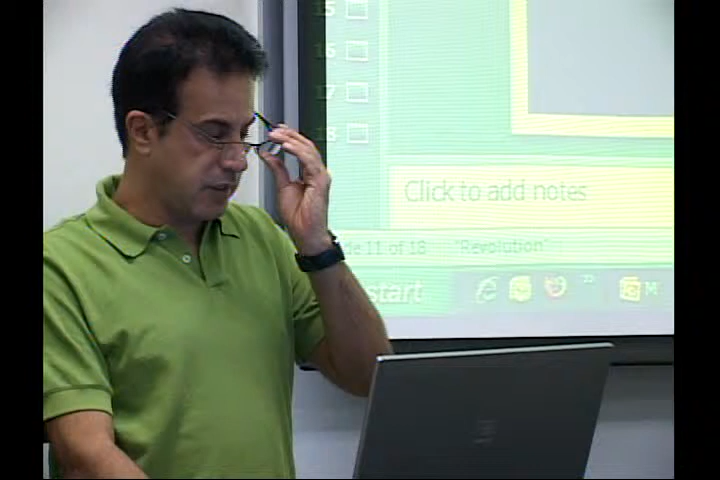 15
16
17
18
Click to add notes
de 11 of 18 "Revolution"
start
M